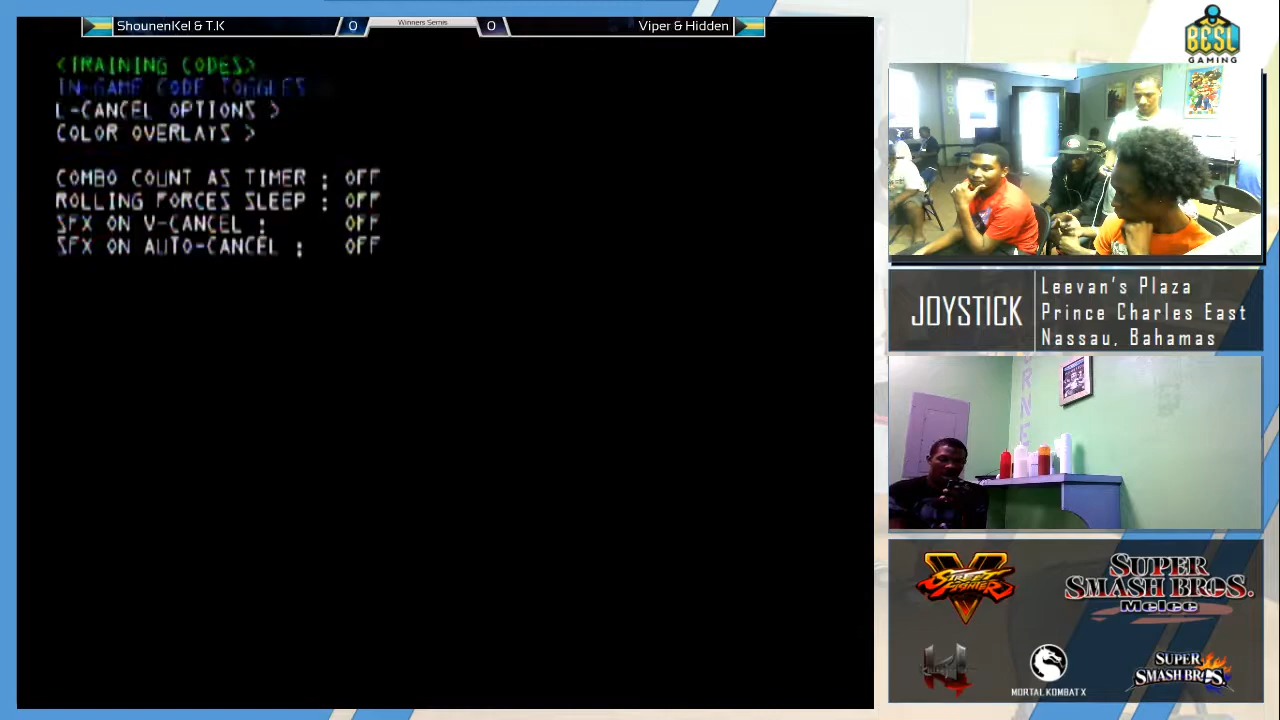 ShounenKel & T.K
0
Winners Semis
0
Viper & Hidden
BESL
GAMING
<TRAINING CODES>
IN-GAME CODE TOGGLES
L-CANCEL OPTIONS >
COLOR OVERLAYS >
COMBO COUNT AS TIMER : OFF
ROLLING FORCES SLEEP : OFF
SFX ON V-CANCEL : OFF
SFX ON AUTO-CANCEL : OFF
JOYSTICK
Leevan's Plaza
Prince Charles East
Nassau, Bahamas
STREET FIGHTER V
SUPER SMASH BROS.
Melee
MORTAL KOMBAT X
SUPER SMASH BROS.